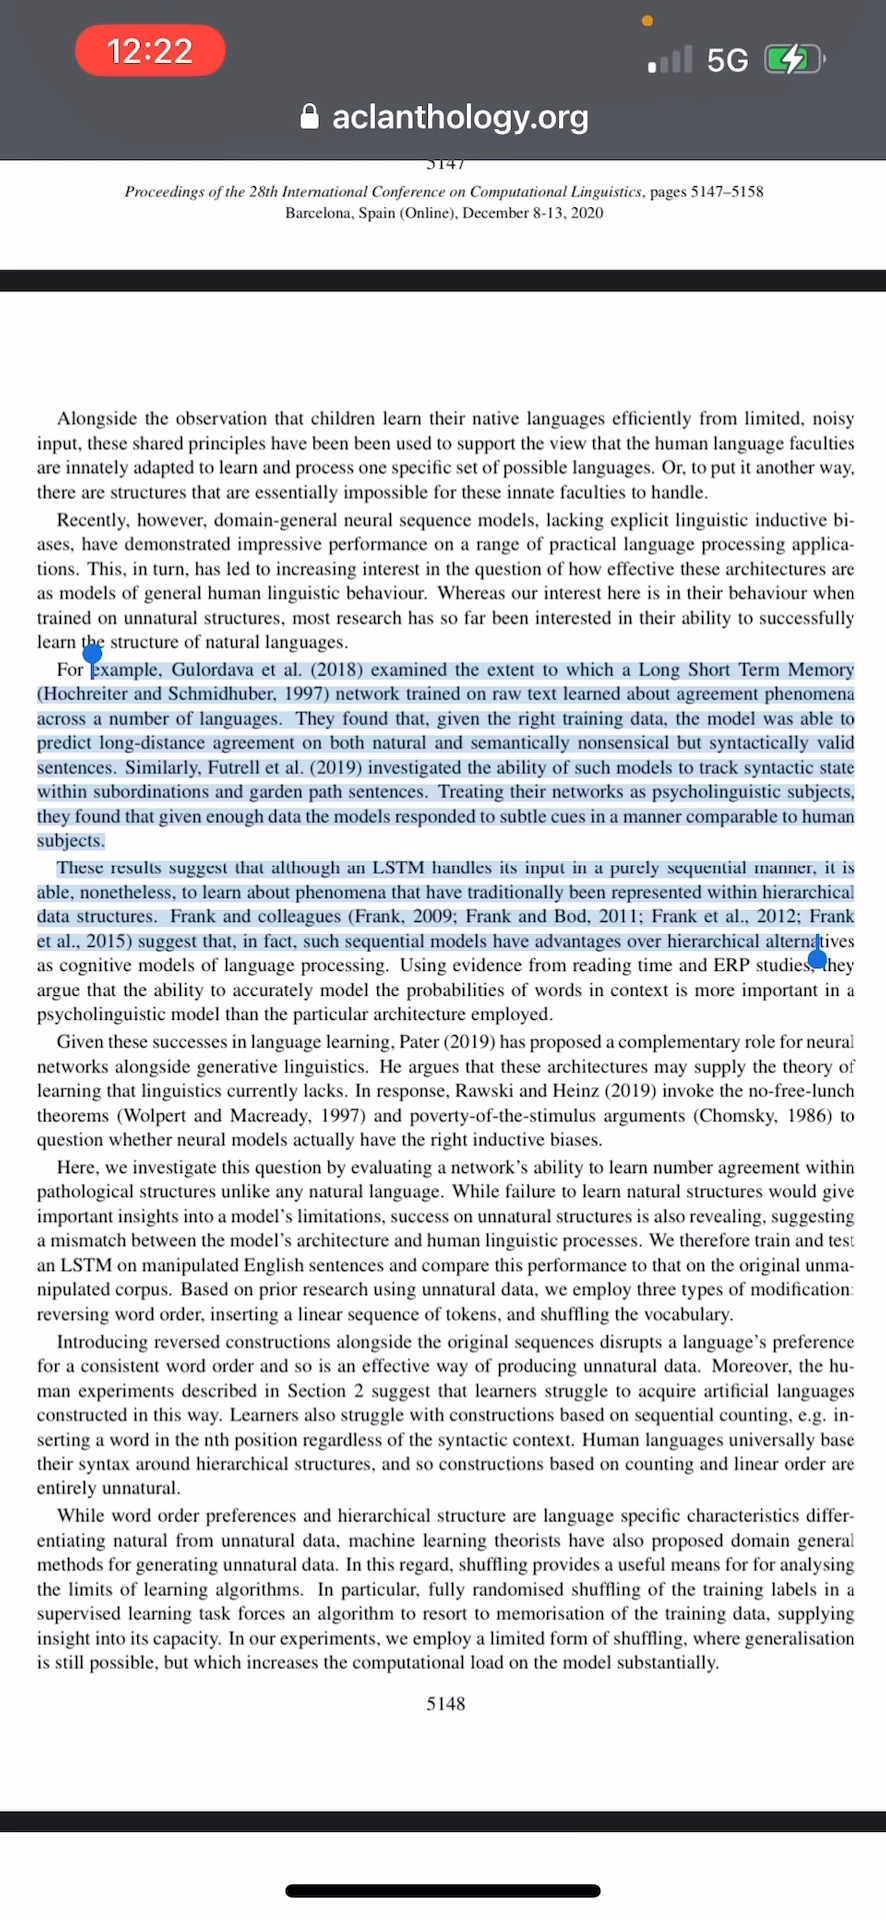 12:22
5G
aclanthology.org
5147
Proceedings of the 28th International Conference on Computational Linguistics, pages 5147–5158
Barcelona, Spain (Online), December 8-13, 2020
Alongside the observation that children learn their native languages efficiently from limited, noisy
input, these shared principles have been been used to support the view that the human language faculties
are innately adapted to learn and process one specific set of possible languages. Or, to put it another way,
there are structures that are essentially impossible for these innate faculties to handle.
Recently, however, domain-general neural sequence models, lacking explicit linguistic inductive bi-
ases, have demonstrated impressive performance on a range of practical language processing applica-
tions. This, in turn, has led to increasing interest in the question of how effective these architectures are
as models of general human linguistic behaviour. Whereas our interest here is in their behaviour when
trained on unnatural structures, most research has so far been interested in their ability to successfully
learn the structure of natural languages.
For example, Gulordava et al. (2018) examined the extent to which a Long Short Term Memory
(Hochreiter and Schmidhuber, 1997) network trained on raw text learned about agreement phenomena
across a number of languages. They found that, given the right training data, the model was able to
predict long-distance agreement on both natural and semantically nonsensical but syntactically valid
sentences. Similarly, Futrell et al. (2019) investigated the ability of such models to track syntactic state
within subordinations and garden path sentences. Treating their networks as psycholinguistic subjects,
they found that given enough data the models responded to subtle cues in a manner comparable to human
subjects.
These results suggest that although an LSTM handles its input in a purely sequential manner, it is
able, nonetheless, to learn about phenomena that have traditionally been represented within hierarchical
data structures. Frank and colleagues (Frank, 2009; Frank and Bod, 2011; Frank et al., 2012; Frank
et al., 2015) suggest that, in fact, such sequential models have advantages over hierarchical alternatives
as cognitive models of language processing. Using evidence from reading time and ERP studies, they
argue that the ability to accurately model the probabilities of words in context is more important in a
psycholinguistic model than the particular architecture employed.
Given these successes in language learning, Pater (2019) has proposed a complementary role for neural
networks alongside generative linguistics. He argues that these architectures may supply the theory of
learning that linguistics currently lacks. In response, Rawski and Heinz (2019) invoke the no-free-lunch
theorems (Wolpert and Macready, 1997) and poverty-of-the-stimulus arguments (Chomsky, 1986) to
question whether neural models actually have the right inductive biases.
Here, we investigate this question by evaluating a network's ability to learn number agreement within
pathological structures unlike any natural language. While failure to learn natural structures would give
important insights into a model's limitations, success on unnatural structures is also revealing, suggesting
a mismatch between the model's architecture and human linguistic processes. We therefore train and test
an LSTM on manipulated English sentences and compare this performance to that on the original unma-
nipulated corpus. Based on prior research using unnatural data, we employ three types of modification:
reversing word order, inserting a linear sequence of tokens, and shuffling the vocabulary.
Introducing reversed constructions alongside the original sequences disrupts a language's preference
for a consistent word order and so is an effective way of producing unnatural data. Moreover, the hu-
man experiments described in Section 2 suggest that learners struggle to acquire artificial languages
constructed in this way. Learners also struggle with constructions based on sequential counting, e.g. in-
serting a word in the nth position regardless of the syntactic context. Human languages universally base
their syntax around hierarchical structures, and so constructions based on counting and linear order are
entirely unnatural.
While word order preferences and hierarchical structure are language specific characteristics differ-
entiating natural from unnatural data, machine learning theorists have also proposed domain general
methods for generating unnatural data. In this regard, shuffling provides a useful means for for analysing
the limits of learning algorithms. In particular, fully randomised shuffling of the training labels in a
supervised learning task forces an algorithm to resort to memorisation of the training data, supplying
insight into its capacity. In our experiments, we employ a limited form of shuffling, where generalisation
is still possible, but which increases the computational load on the model substantially.
5148